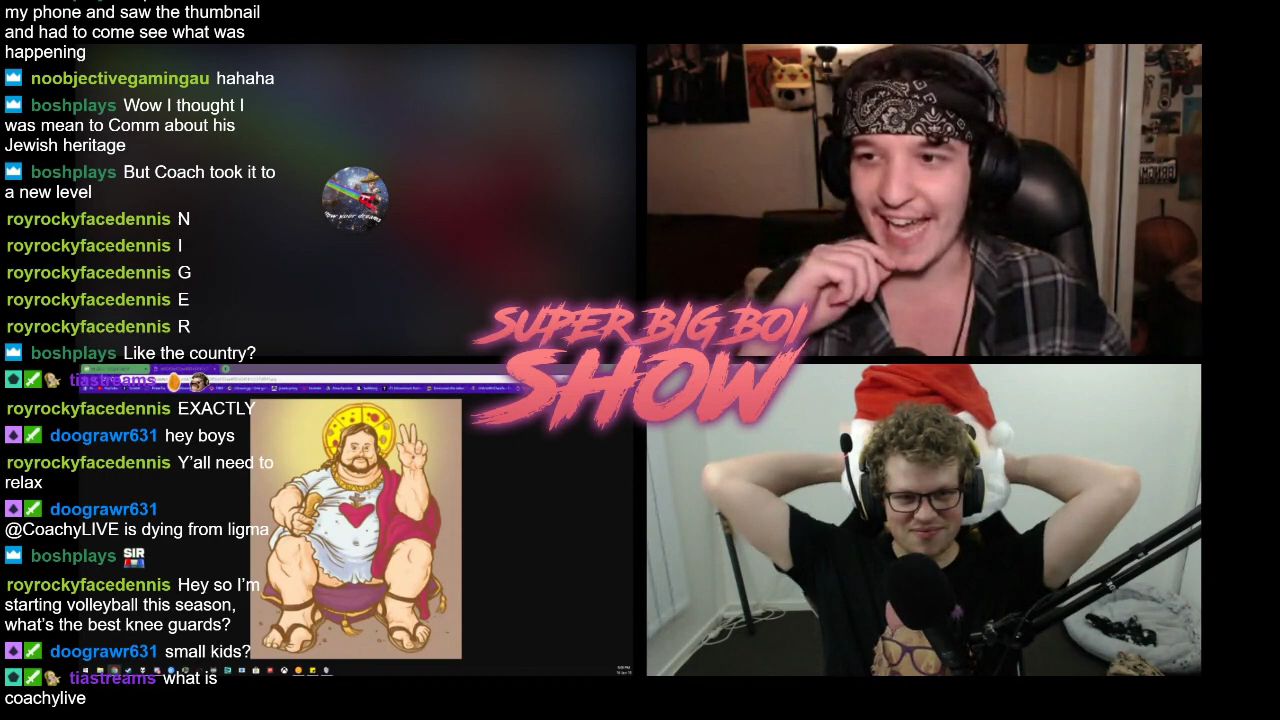 my phone and saw the thumbnail
and had to come see what was
happening
noobjectivegamingau hahaha
boshplays Wow I thought I
was mean to Comm about his
Jewish heritage
boshplays But Coach took it to
a new level
royrockyfacedennis N
royrockyfacedennis I
royrockyfacedennis G
royrockyfacedennis E
royrockyfacedennis R
boshplays Like the country?
tiastreams
royrockyfacedennis EXACTLY
doograwr631 hey boys
royrockyfacedennis Y'all need to
relax
doograwr631
@CoachyLIVE is dying from ligma
boshplays SIR
royrockyfacedennis Hey so I'm
starting volleyball this season,
what's the best knee guards?
doograwr631 small kids?
tiastreams what is
coachylive
your dreams
SUPER BIG BOI
SHOW